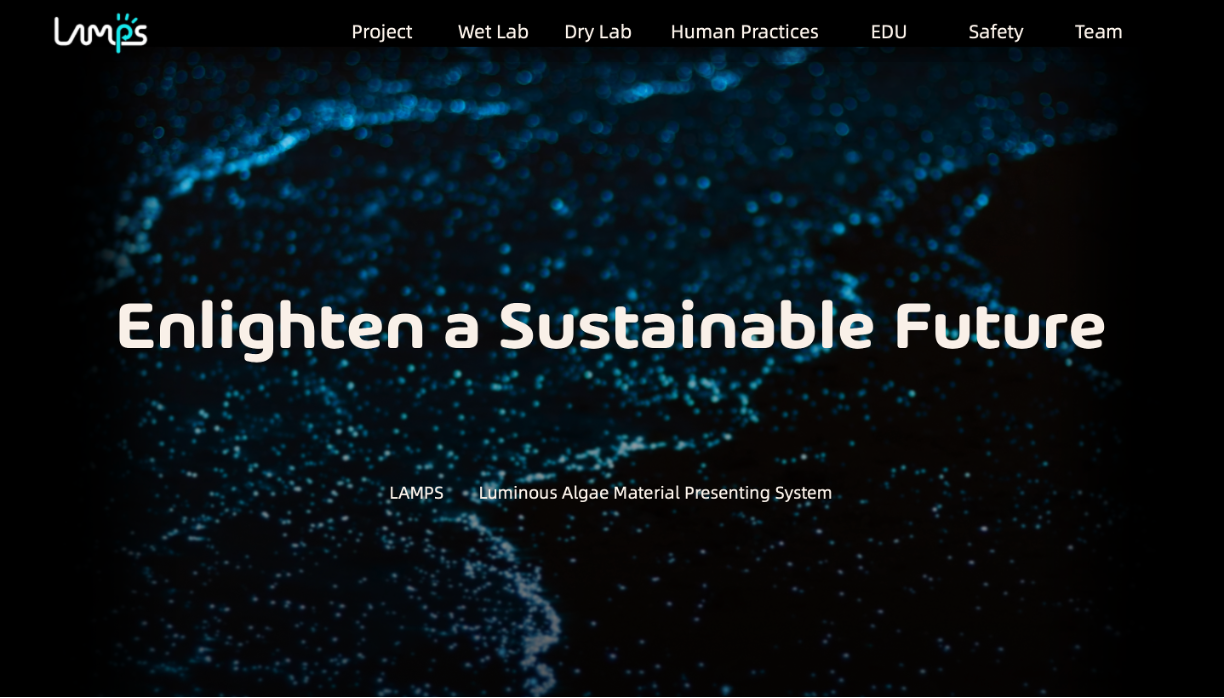 LAMPS
Project Wet Lab Dry Lab Human Practices EDU Safety Team
Enlighten a Sustainable Future
LAMPS Luminous Algae Material Presenting System